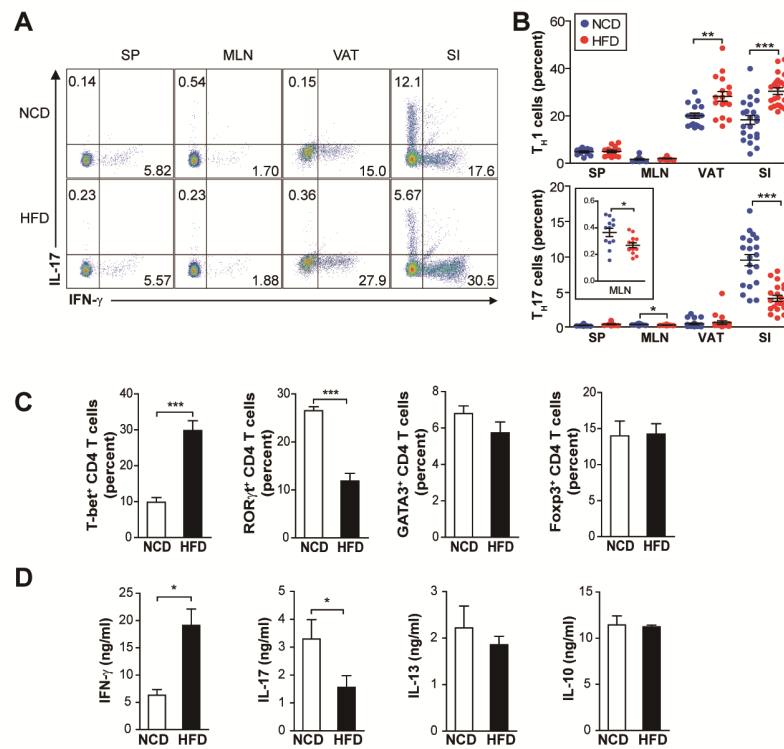 A
SP MLN VAT SI
NCD
0.14 0.54 0.15 12.1
5.82 1.70 15.0 17.6
HFD
0.23 0.23 0.36 5.67
5.57 1.88 27.9 30.5
IL-17
IFN-γ
B
NCD
HFD
TH1 cells (percent)
60
40
20
0
** ***
SP MLN VAT SI
TH17 cells (percent)
20
15
10
5
0
0.6
0.4
0.2
0.0
*
MLN
*
***
SP MLN VAT SI
C
T-bet+ CD4 T cells
(percent)
40
30
20
10
0
***
NCD HFD
RORγt+ CD4 T cells
(percent)
30
20
10
0
***
NCD HFD
GATA3+ CD4 T cells
(percent)
8
6
4
2
0
NCD HFD
Foxp3+ CD4 T cells
(percent)
20
15
10
5
0
NCD HFD
D
IFN-γ (ng/ml)
25
20
15
10
5
0
*
NCD HFD
IL-17 (ng/ml)
5
4
3
2
1
0
*
NCD HFD
IL-13 (ng/ml)
3
2
1
0
NCD HFD
IL-10 (ng/ml)
15
10
5
0
NCD HFD